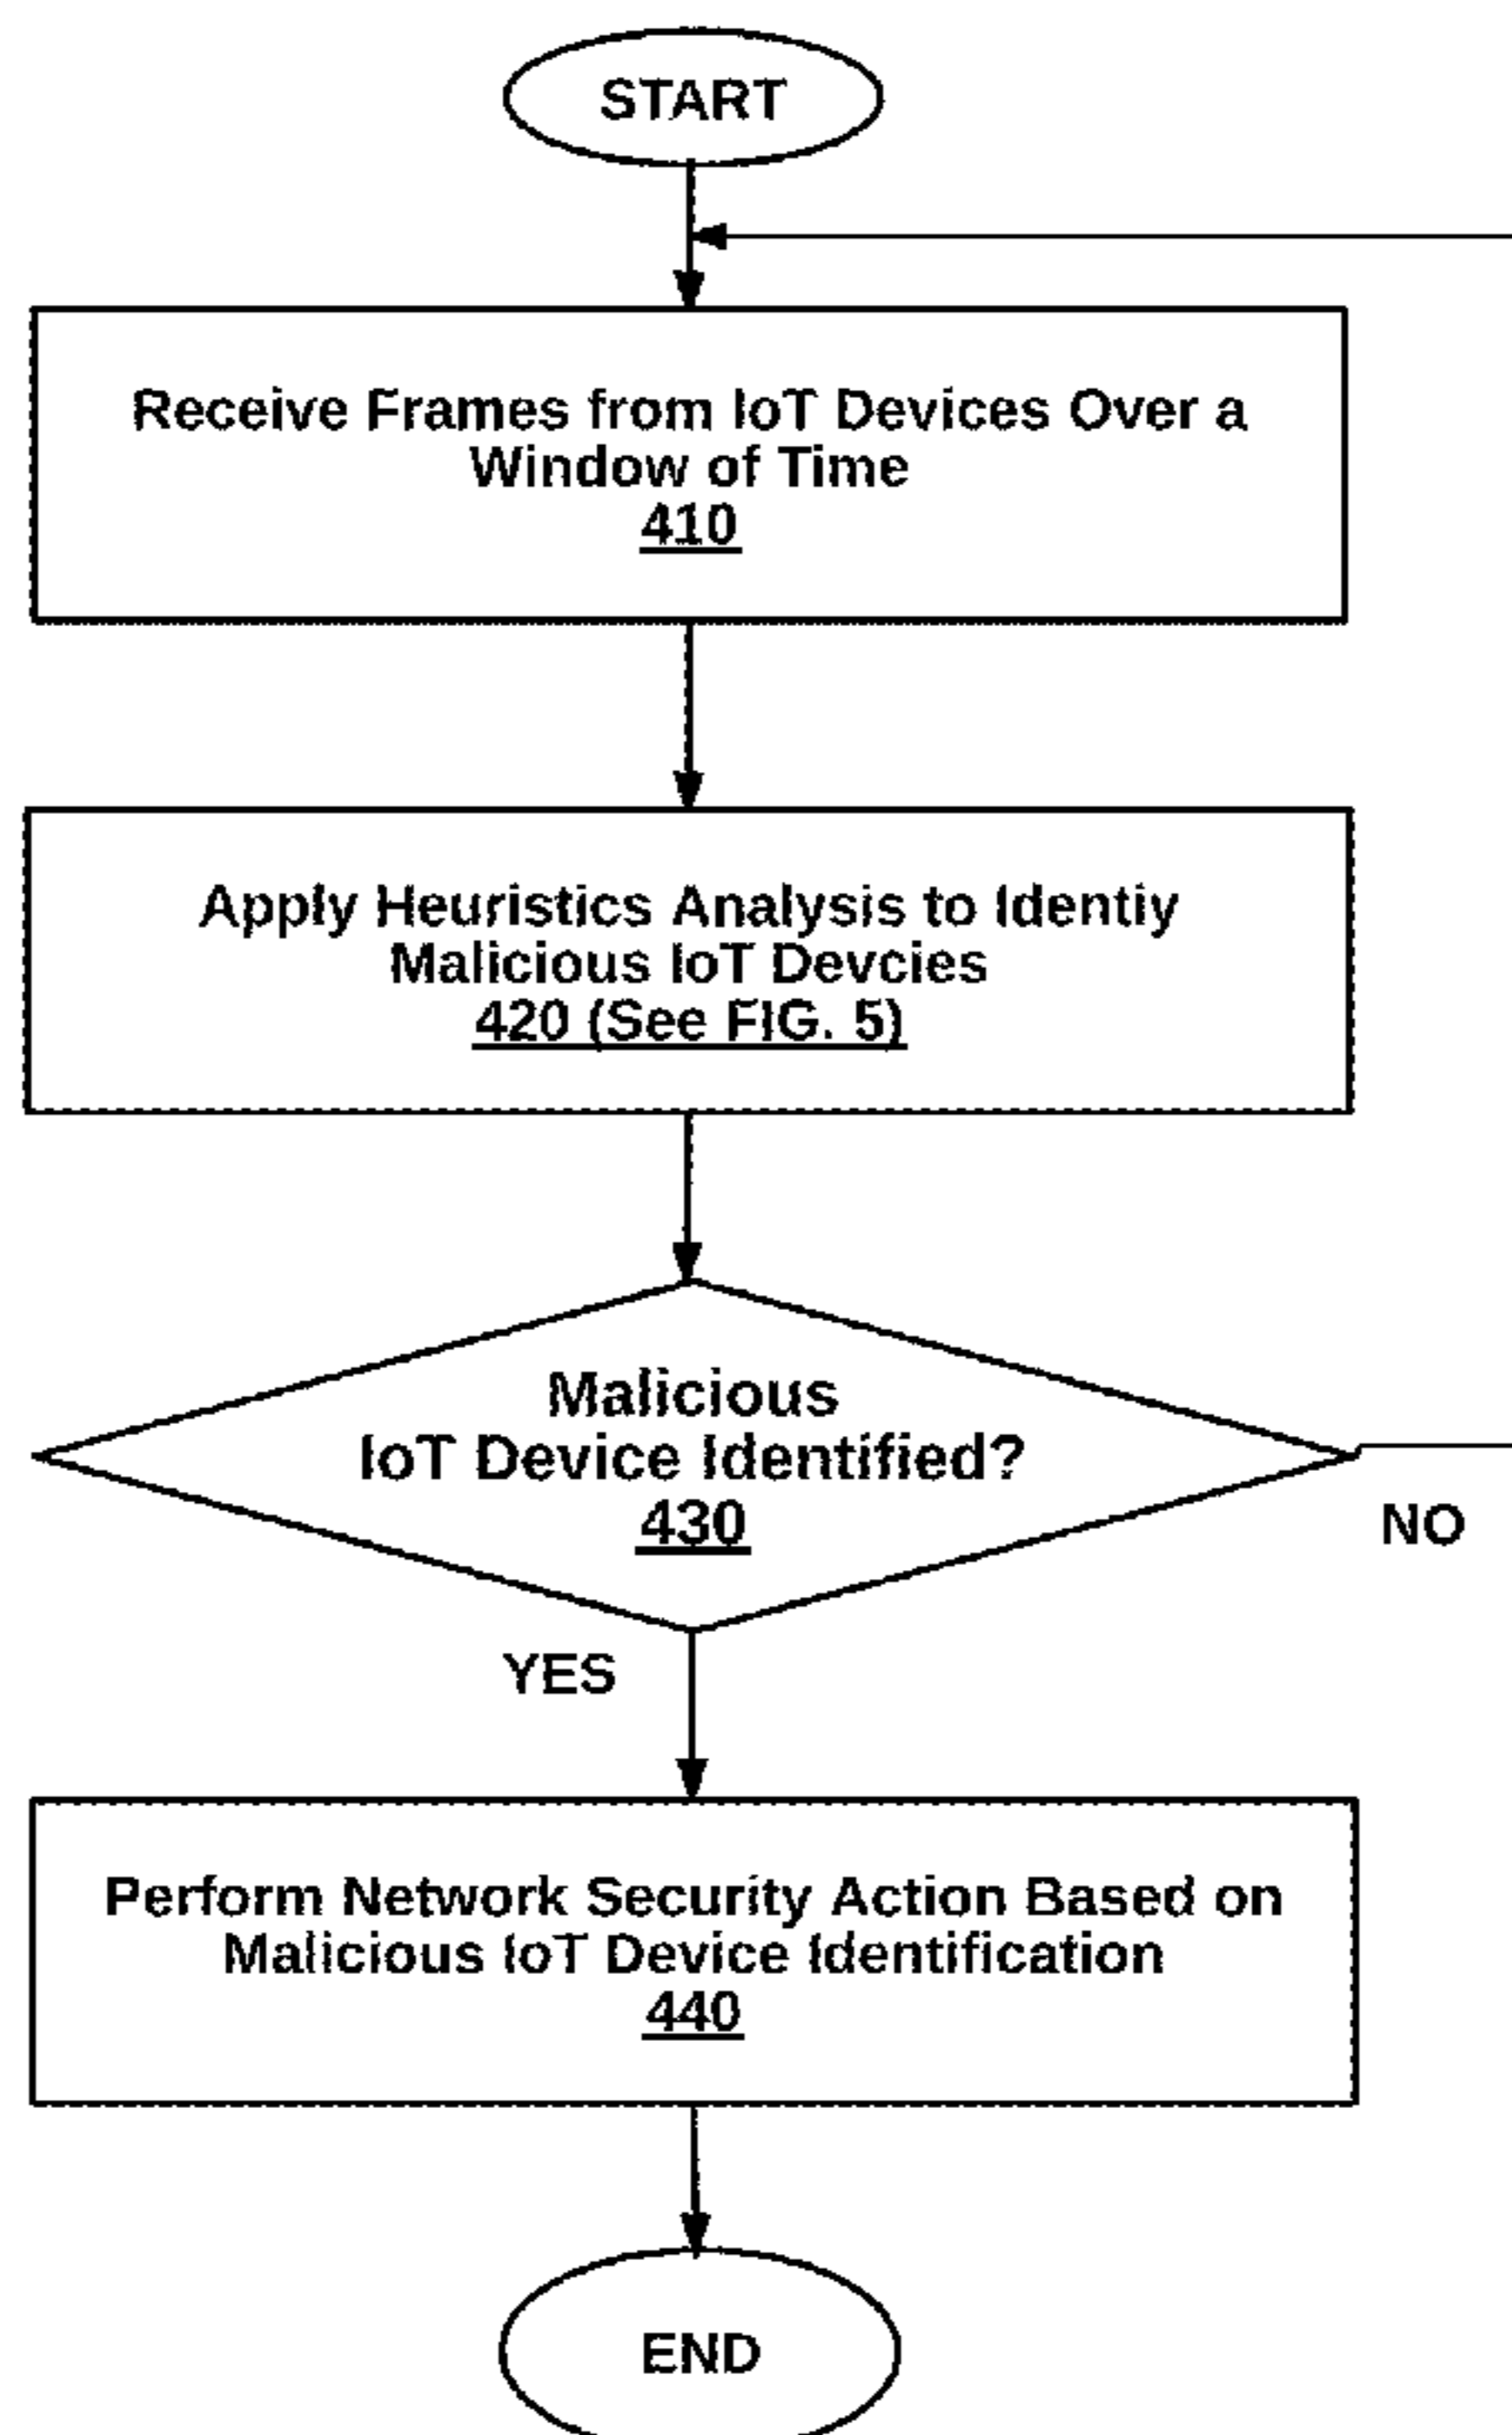 START
Receive Frames from IoT Devices Over a
Window of Time
410
Apply Heuristics Analysis to Identiy
Malicious IoT Devcies
420 (See FIG. 5)
Malicious
IoT Device Identified?
430
NO
YES
Perform Network Security Action Based on
Malicious IoT Device Identification
440
END